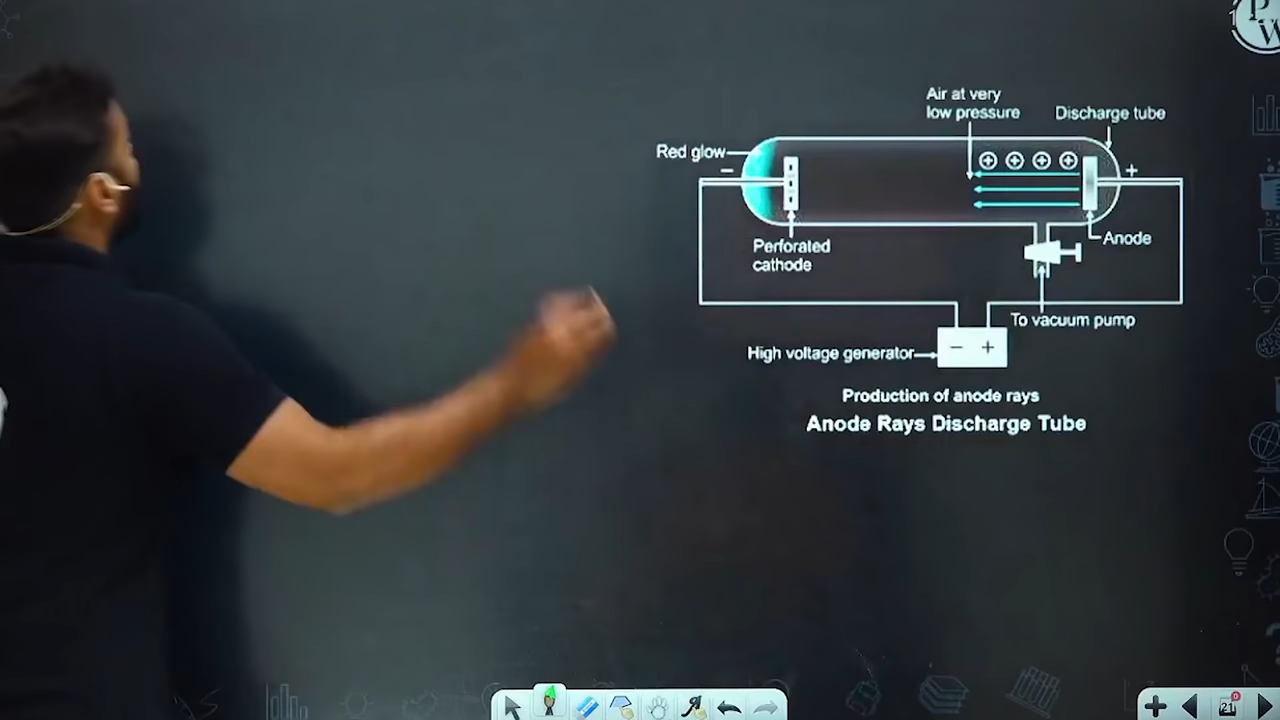 P
W
Air at very
low pressure
Discharge tube
Red glow
−
+
Perforated
cathode
Anode
To vacuum pump
High voltage generator
− +
Production of anode rays
Anode Rays Discharge Tube
21